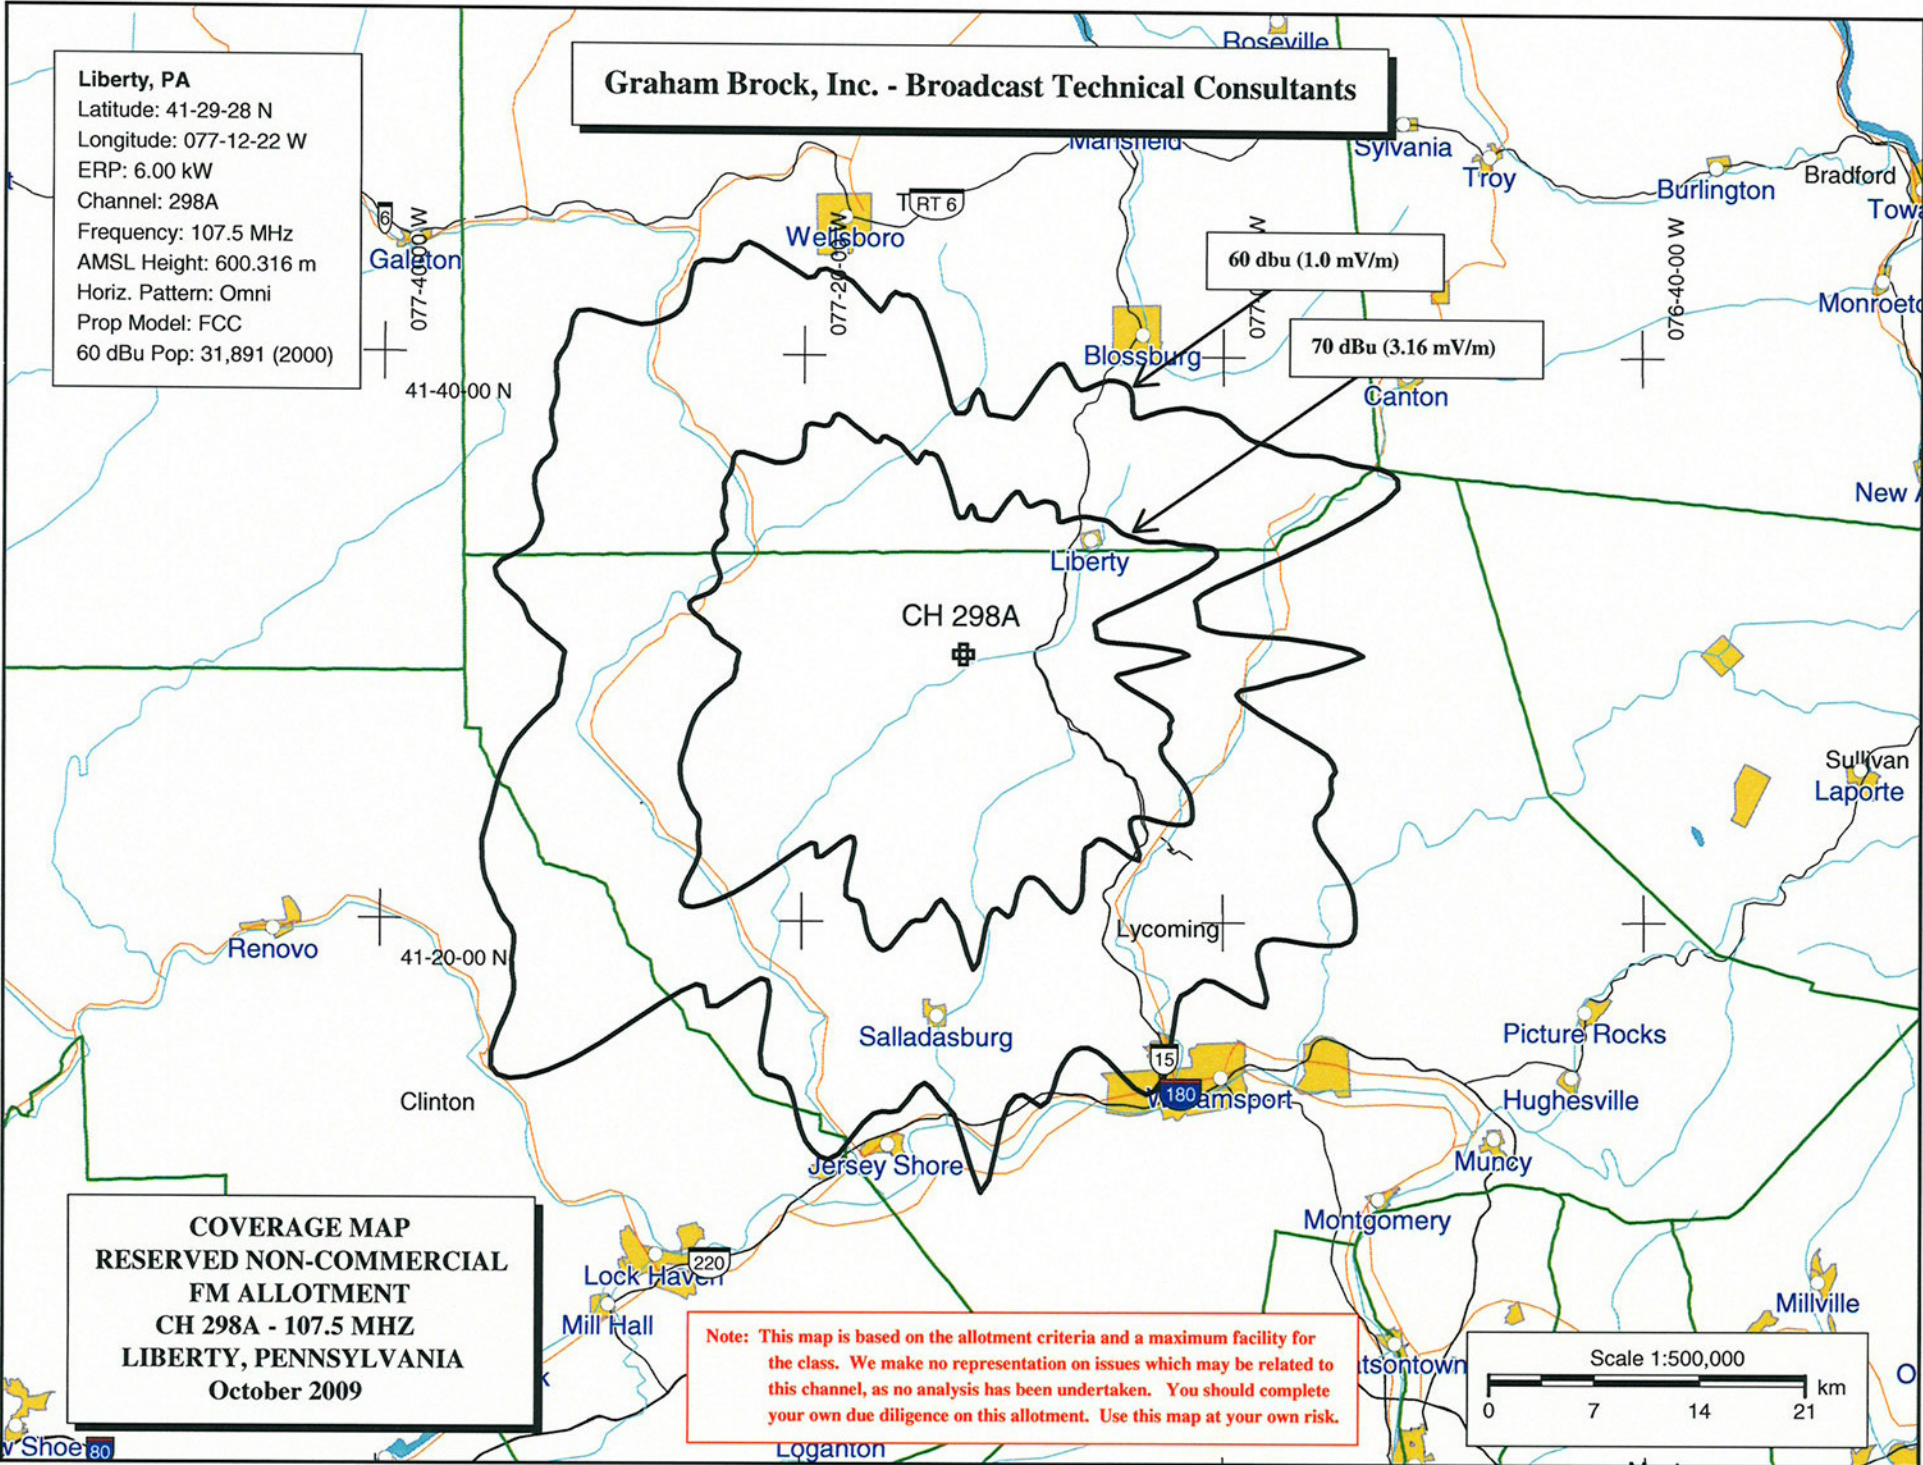 Roseville
Liberty, PA
Latitude: 41-29-28 N
Longitude: 077-12-22 W
ERP: 6.00 kW
Channel: 298A
Frequency: 107.5 MHz
AMSL Height: 600.316 m
Horiz. Pattern: Omni
Prop Model: FCC
60 dBu Pop: 31,891 (2000)
Graham Brock, Inc. - Broadcast Technical Consultants
Mansfield
Sylvania
Troy
Burlington
Bradford
Towa
6
RT 6
Wellsboro
Galeton
077-40-00 W
077-20-00 W
076-40-00 W
60 dbu (1.0 mV/m)
Monroeto
70 dBu (3.16 mV/m)
Blossburg
41-40-00 N
Canton
New A
Liberty
CH 298A
Sullivan
Laporte
Renovo
41-20-00 N
Lycoming
Salladasburg
Picture Rocks
15
180
Clinton
Hughesville
Jersey Shore
Muncy
Montgomery
COVERAGE MAP
RESERVED NON-COMMERCIAL
FM ALLOTMENT
CH 298A - 107.5 MHZ
LIBERTY, PENNSYLVANIA
October 2009
220
Lock Haven
Mill Hall
Millville
Note: This map is based on the allotment criteria and a maximum facility for
the class. We make no representation on issues which may be related to
this channel, as no analysis has been undertaken. You should complete
your own due diligence on this allotment. Use this map at your own risk.
tsontown
Scale 1:500,000
km
0 7 14 21
w Shoe
80
Loganton